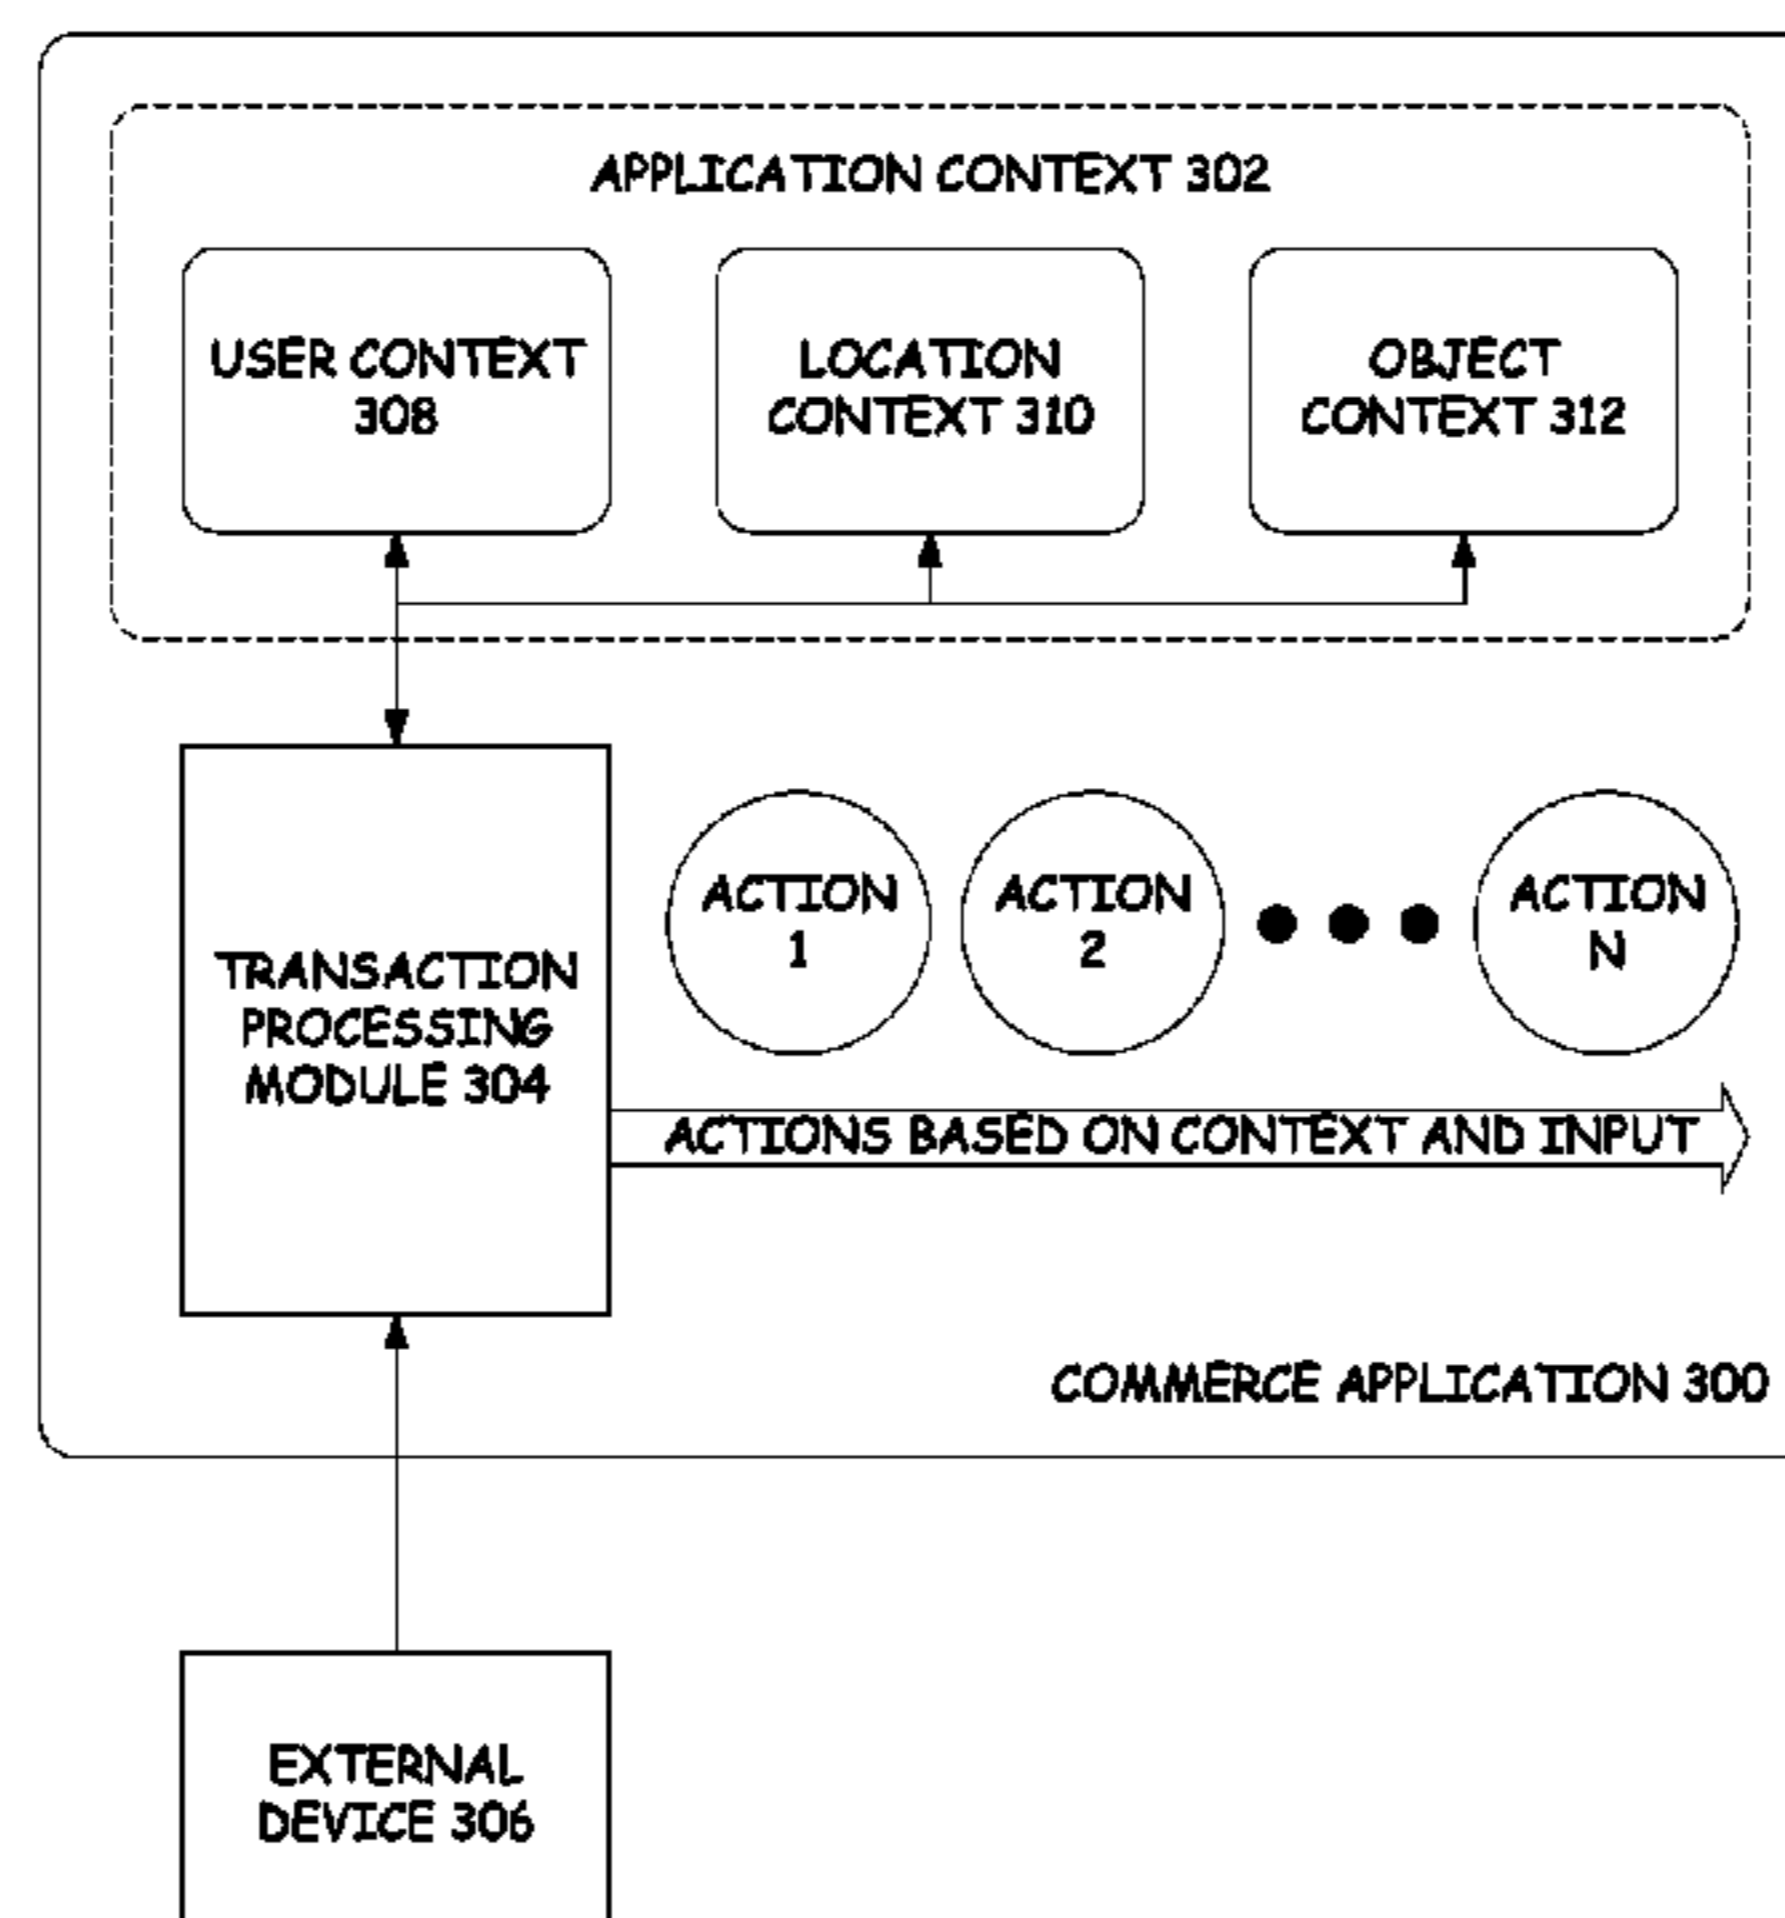 APPLICATION CONTEXT 302
USER CONTEXT
308
LOCATION
CONTEXT 310
OBJECT
CONTEXT 312
TRANSACTION
PROCESSING
MODULE 304
ACTION
1
ACTION
2
ACTION
N
ACTIONS BASED ON CONTEXT AND INPUT
COMMERCE APPLICATION 300
EXTERNAL
DEVICE 306